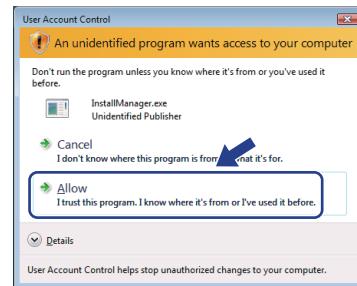 User Account Control
An unidentified program wants access to your computer
Don't run the program unless you know where it's from or you've used it
before.
InstallManager.exe
Unidentified Publisher
Cancel
I don't know where this program is from what it's for.
Allow
I trust this program. I know where it's from or I've used it before.
Details
User Account Control helps stop unauthorized changes to your computer.